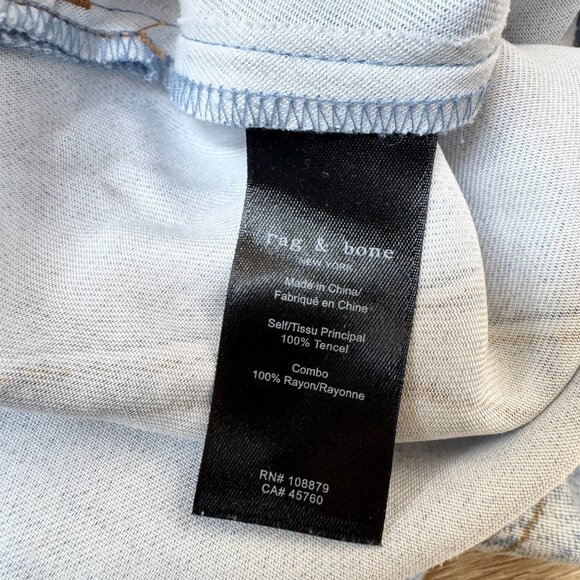 rag & bone
NEW YORK
Made in China/
Fabriqué en Chine
Self/Tissu Principal
100% Tencel
Combo
100% Rayon/Rayonne
RN# 108879
CA# 45760